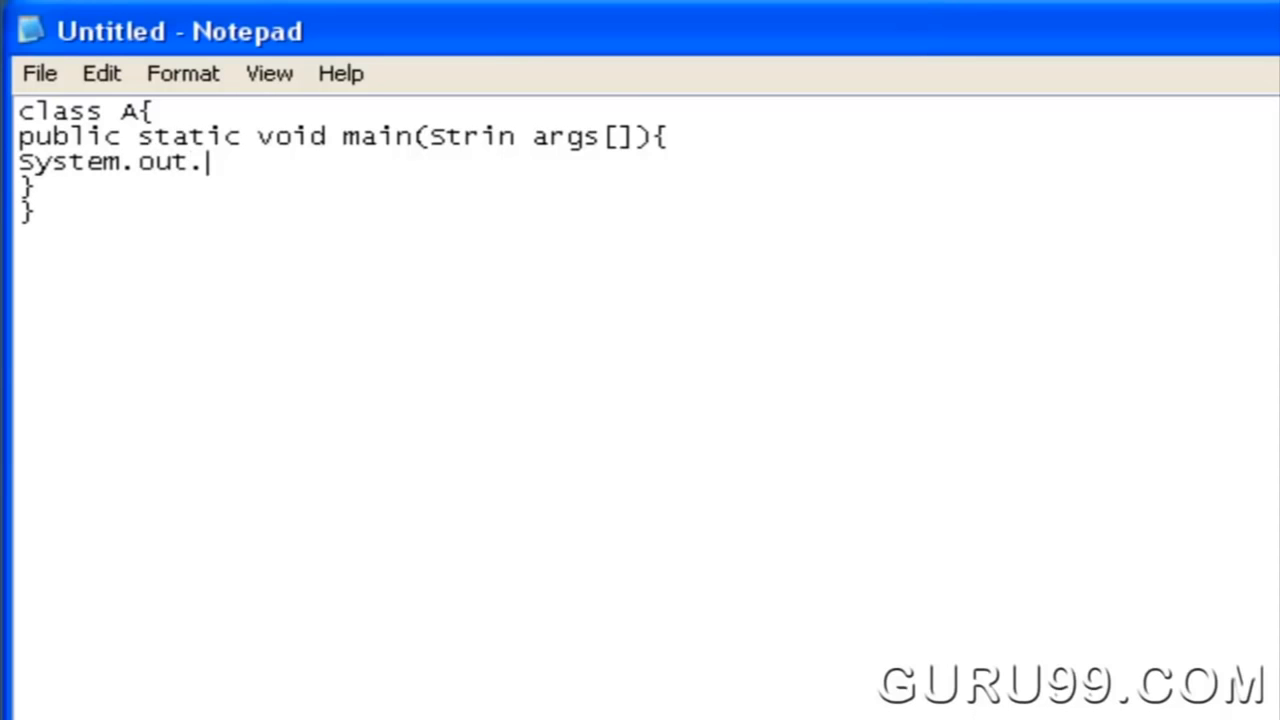 Untitled - Notepad
File Edit Format View Help
class A{
public static void main(Strin args[]){
System.out.
}
}
GURU99.COM